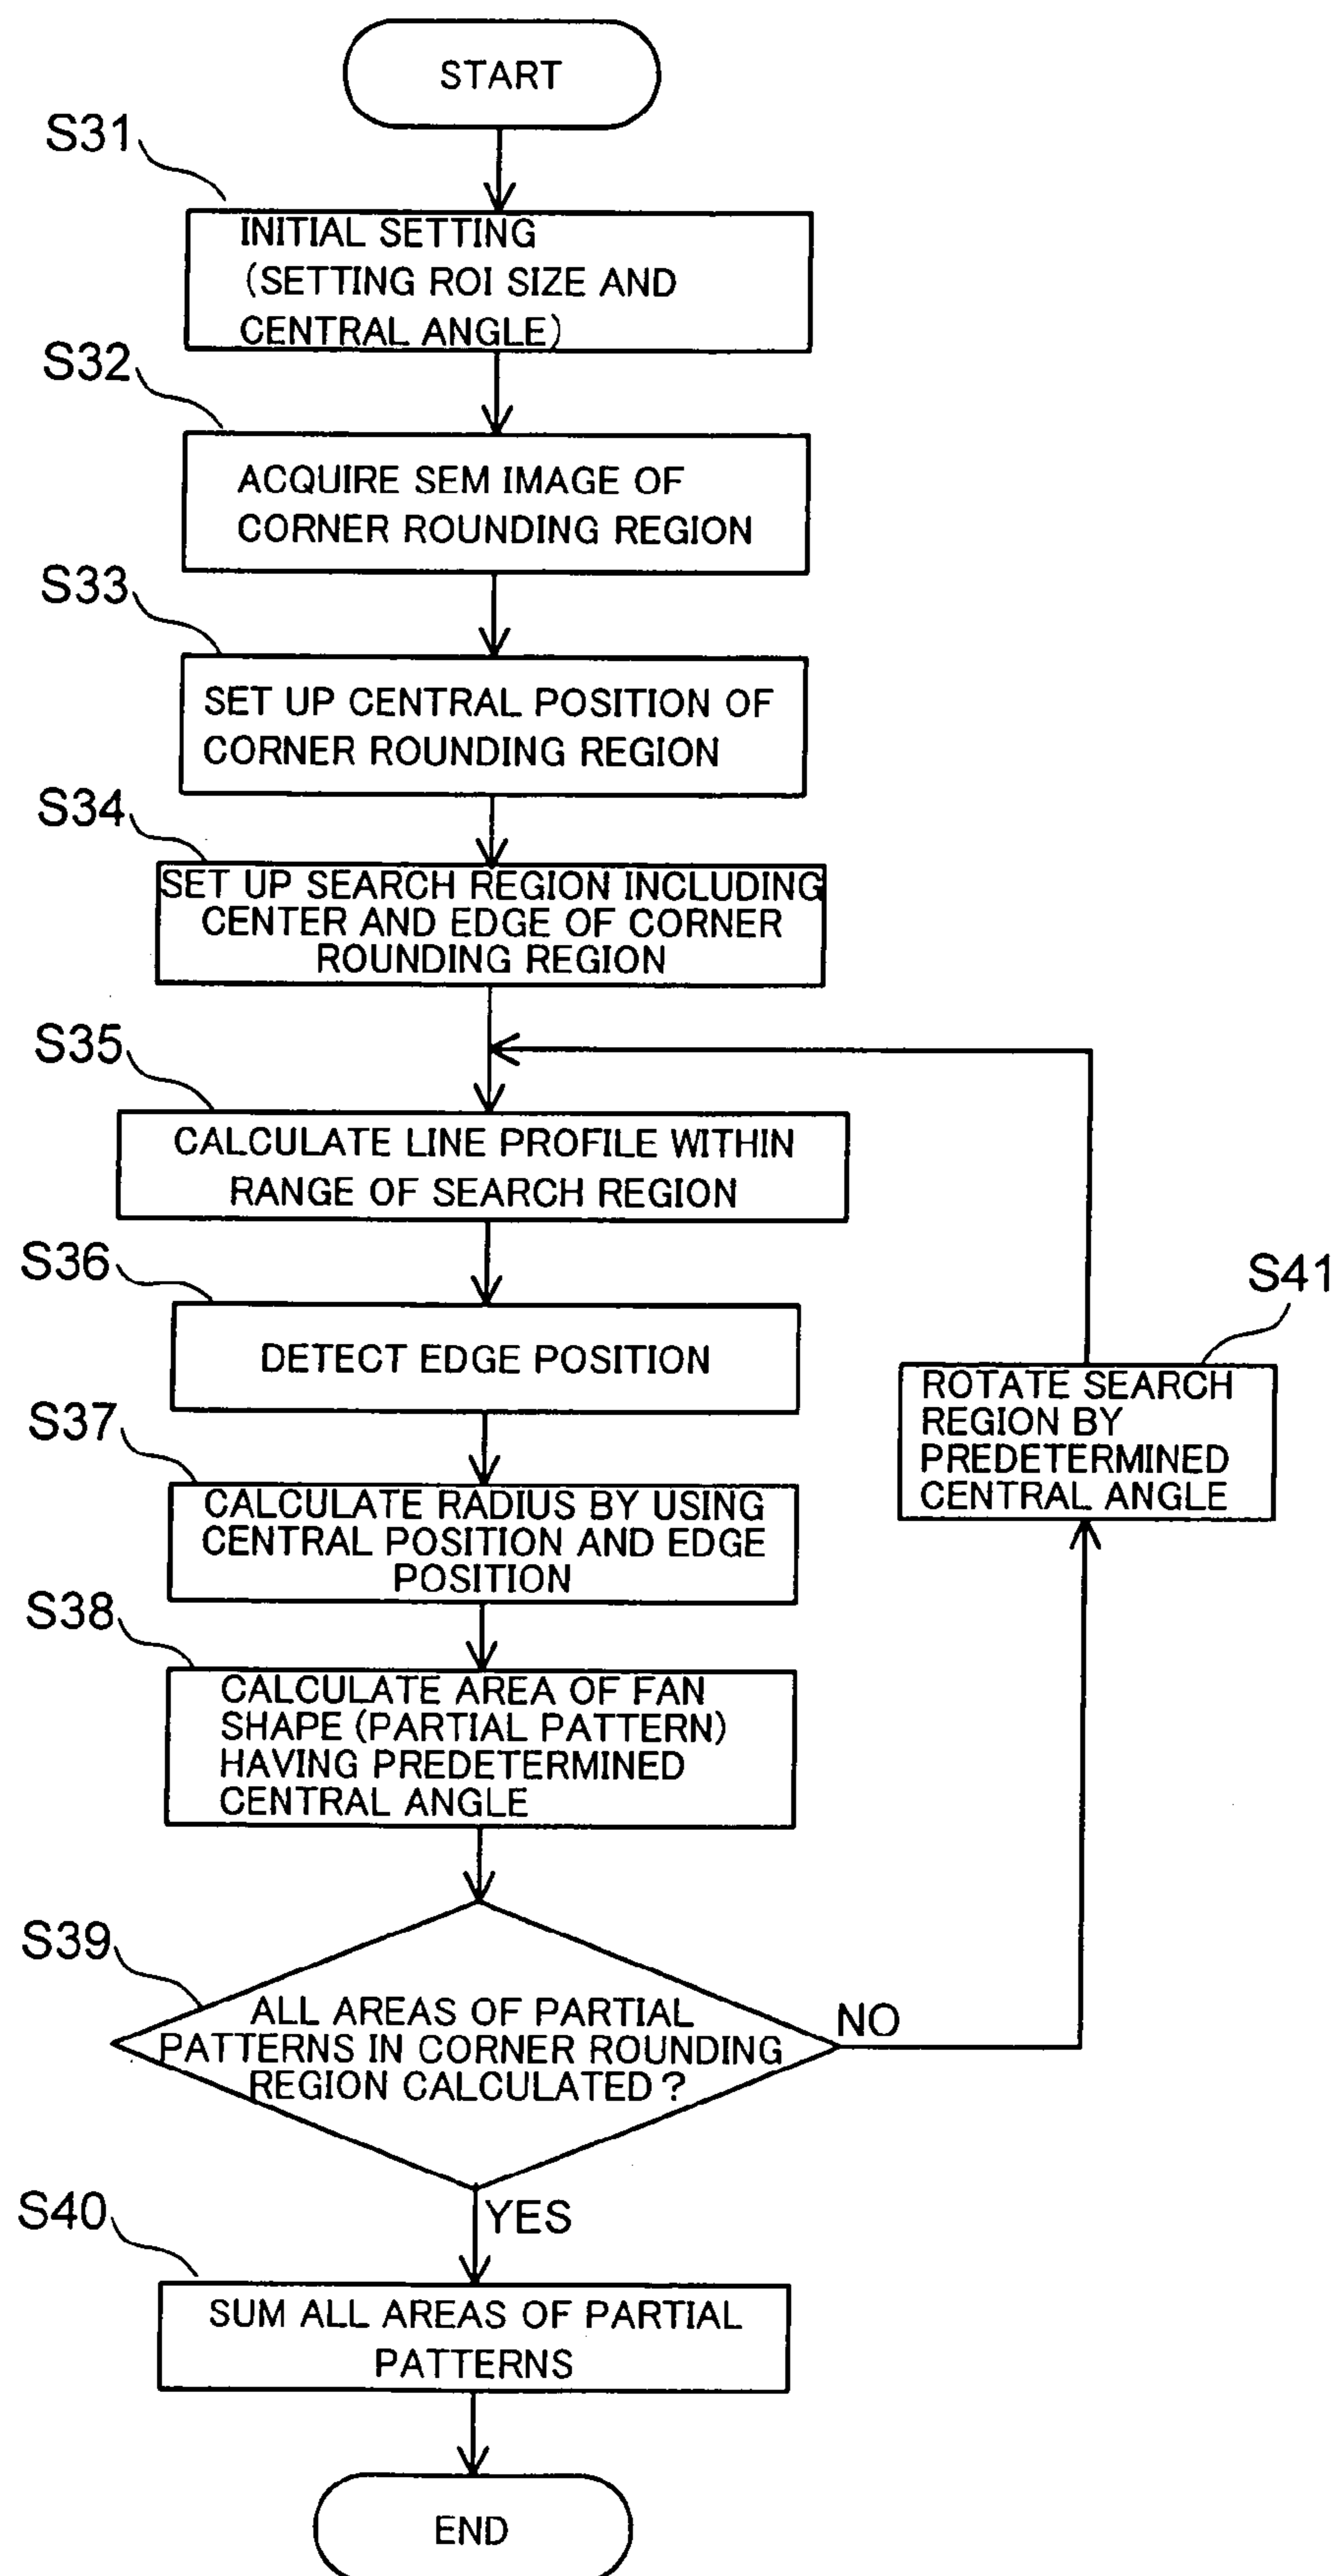 START
S31
INITIAL SETTING
(SETTING ROI SIZE AND
CENTRAL ANGLE)
S32
ACQUIRE SEM IMAGE OF
CORNER ROUNDING REGION
S33
SET UP CENTRAL POSITION OF
CORNER ROUNDING REGION
S34
SET UP SEARCH REGION INCLUDING
CENTER AND EDGE OF CORNER
ROUNDING REGION
S35
CALCULATE LINE PROFILE WITHIN
RANGE OF SEARCH REGION
S36
DETECT EDGE POSITION
S41
ROTATE SEARCH
REGION BY
PREDETERMINED
CENTRAL ANGLE
S37
CALCULATE RADIUS BY USING
CENTRAL POSITION AND EDGE
POSITION
S38
CALCULATE AREA OF FAN
SHAPE (PARTIAL PATTERN)
HAVING PREDETERMINED
CENTRAL ANGLE
S39
ALL AREAS OF PARTIAL
PATTERNS IN CORNER ROUNDING
REGION CALCULATED ?
NO
YES
S40
SUM ALL AREAS OF PARTIAL
PATTERNS
END